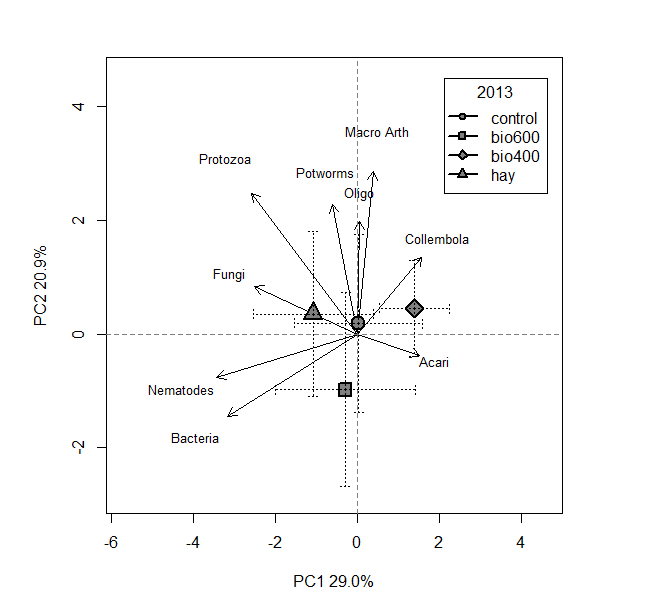 2013
control
bio600
bio400
hay
Macro Arth
Protozoa
Potworms
Oligo
Collembola
Fungi
Acari
Nematodes
Bacteria
4
2
0
-2
PC2 20.9%
-6
-4
-2
0
2
4
PC1 29.0%